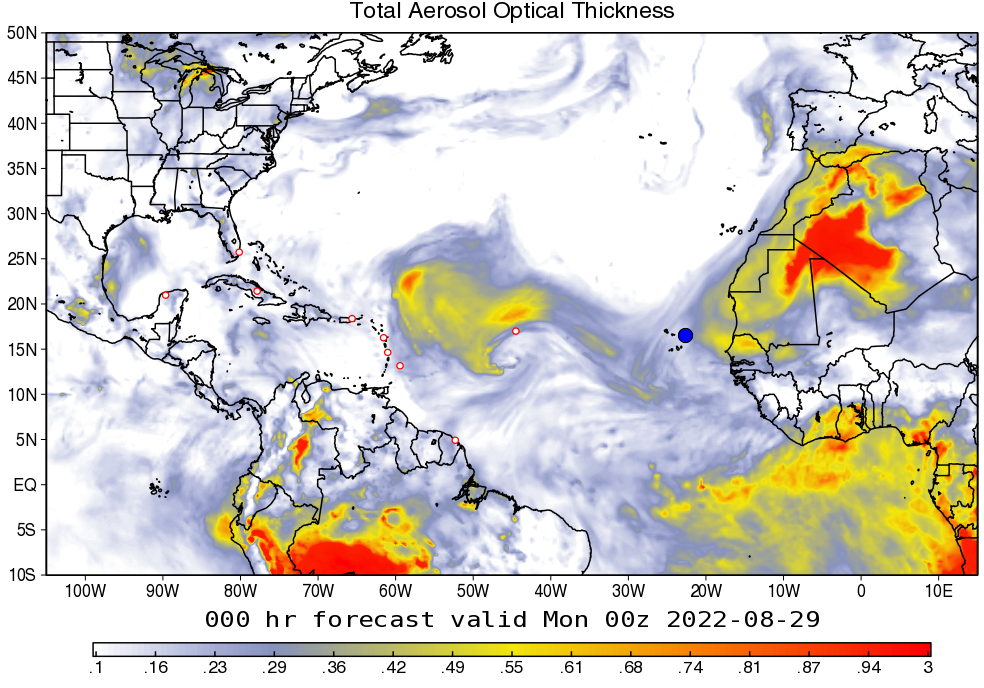 Total Aerosol Optical Thickness
50N
45N
40N
35N
30N
25N
20N
15N
10N
5N
EQ
5S
10S
100W 90W 80W 70W 60W 50W 40W 30W 20W 10W 0 10E
000 hr forecast valid Mon 00z 2022-08-29
.1 .16 .23 .29 .36 .42 .49 .55 .61 .68 .74 .81 .87 .94 3